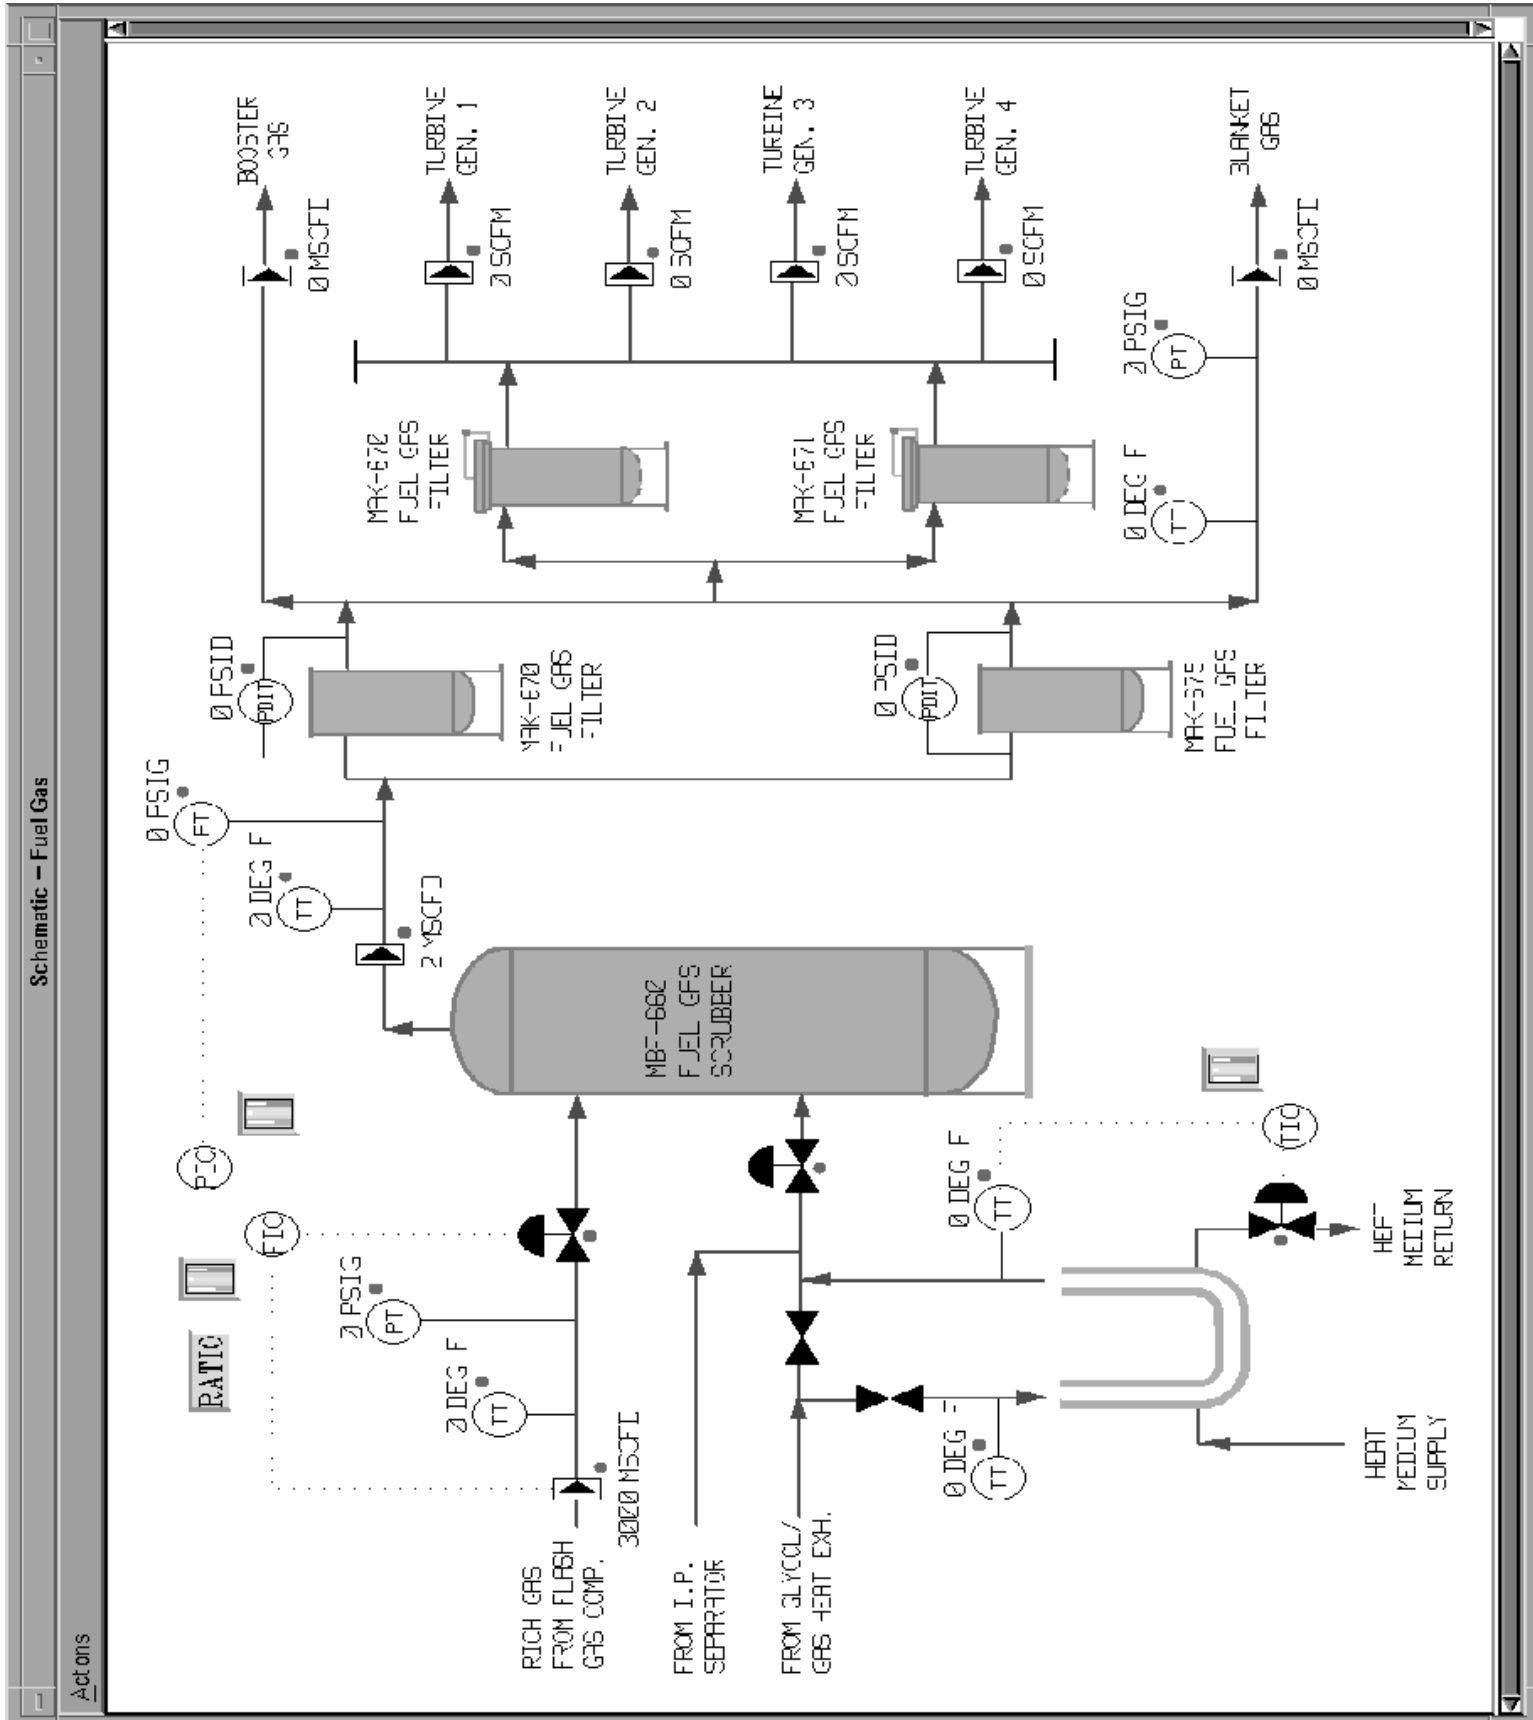 Schematic – Fuel Gas
Actons
RATIO
FIC
PIC
0 PSIG
PT
0 DEG F
TT
0 PSIG
PT
0 DEG F
TT
2 MSCFD
3000 MSCFD
RICH GAS
FROM FLASH
GAS COMP.
FROM I.P.
SEPARATOR
FROM GLYCOL/
GAS HEAT EXH.
MBF-660
FUEL GAS
SCRUBBER
0 DEG F
TT
0 DEG F
TT
TIC
HEAT
MEDIUM
SUPPLY
HEAT
MEDIUM
RETURN
0 PSID
PDIT
MAK-670
FUEL GAS
FILTER
0 PSID
PDIT
MAK-675
FUEL GAS
FILTER
MAK-670
FUEL GAS
FILTER
MAK-671
FUEL GAS
FILTER
0 DEG F
TT
0 PSIG
PT
BOOSTER
GAS
0 MSCFD
TURBINE
GEN. 1
0 SCFM
TURBINE
GEN. 2
0 SCFM
TURBINE
GEN. 3
0 SCFM
TURBINE
GEN. 4
0 SCFM
BLANKET
GAS
0 MSCFD